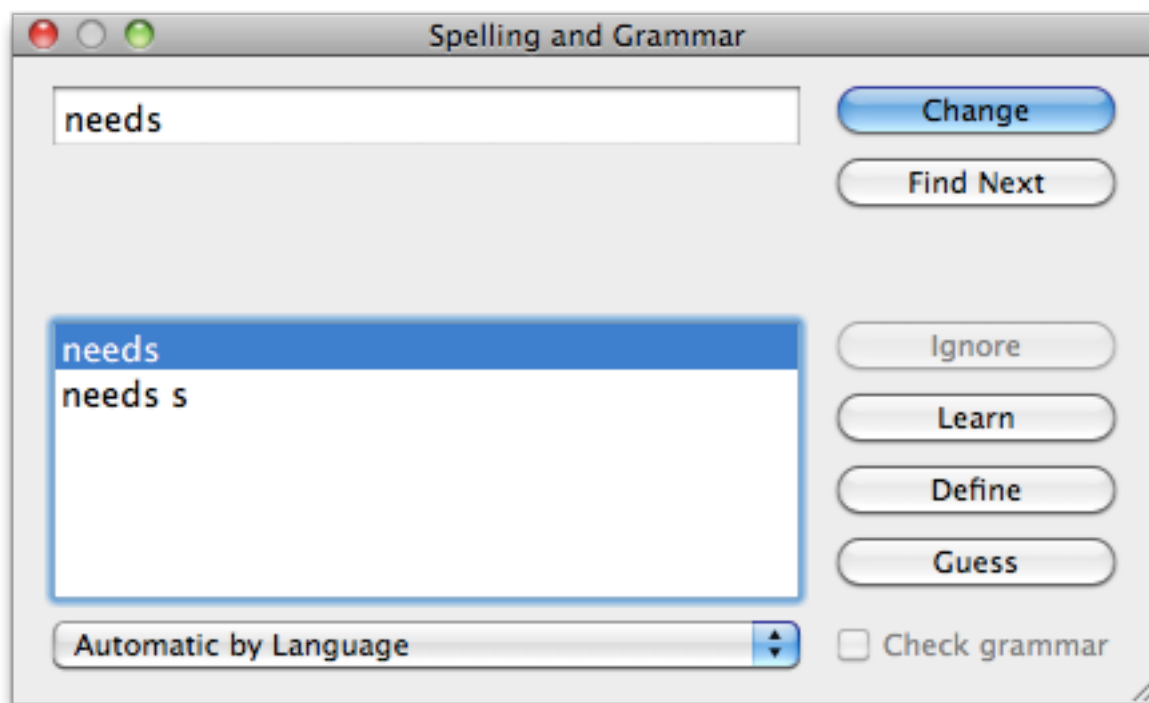 Spelling and Grammar
needs
Change
Find Next
needs
needs s
Ignore
Learn
Define
Guess
Automatic by Language
Check grammar